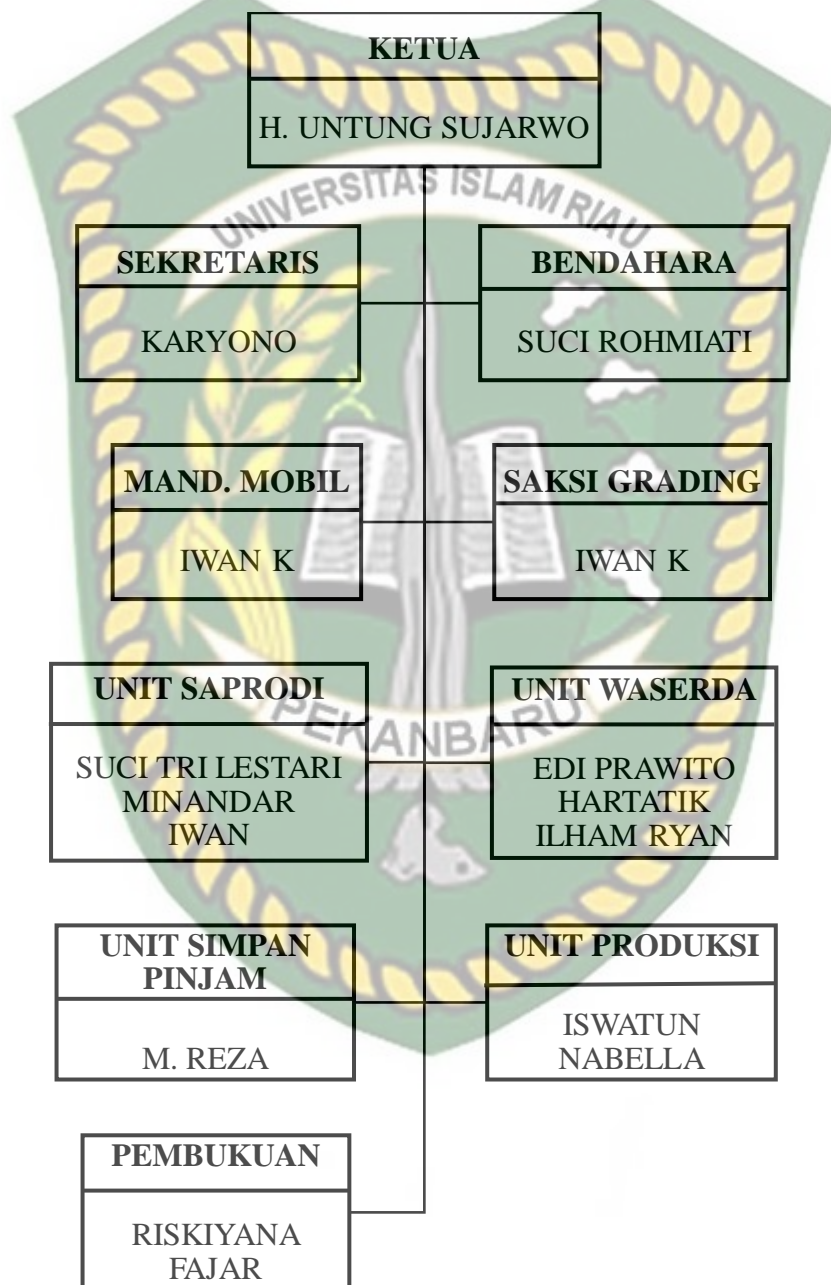 KETUA
H. UNTUNG SUJARWO
UNIVERSITAS ISLAM RIAU
SEKRETARIS
KARYONO
BENDAHARA
SUCI ROHMIATI
MAND. MOBIL
IWAN K
SAKSI GRADING
IWAN K
UNIT SAPRODI
SUCI TRI LESTARI
MINANDAR
IWAN
UNIT WASERDA
EDI PRAWITO
HARTATIK
ILHAM RYAN
PEKANBARU
UNIT SIMPAN
PINJAM
M. REZA
UNIT PRODUKSI
ISWATUN
NABELLA
PEMBUKUAN
RISKIYANA
FAJAR